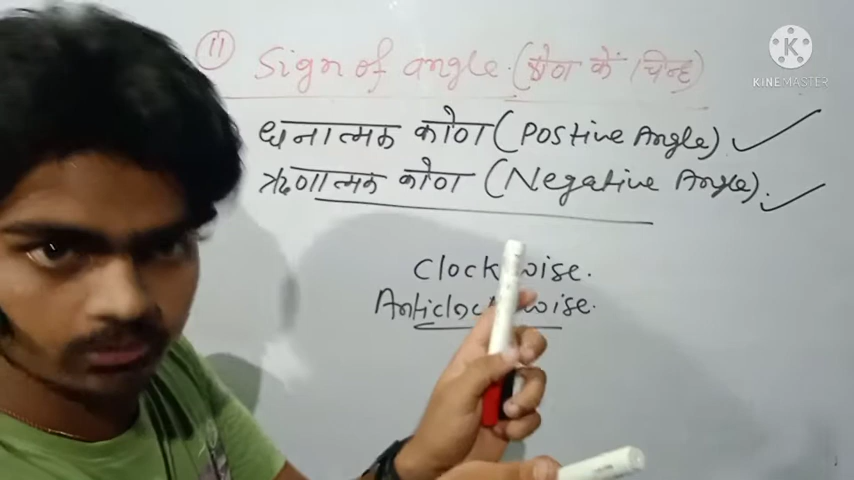 (11) Sign of angle. (कोण के चिन्ह)
KINEMASTER
धनात्मक कोण (Postive Angle)
ऋणात्मक कोण (Negative Angle).
Clockwise.
Anticlockwise.